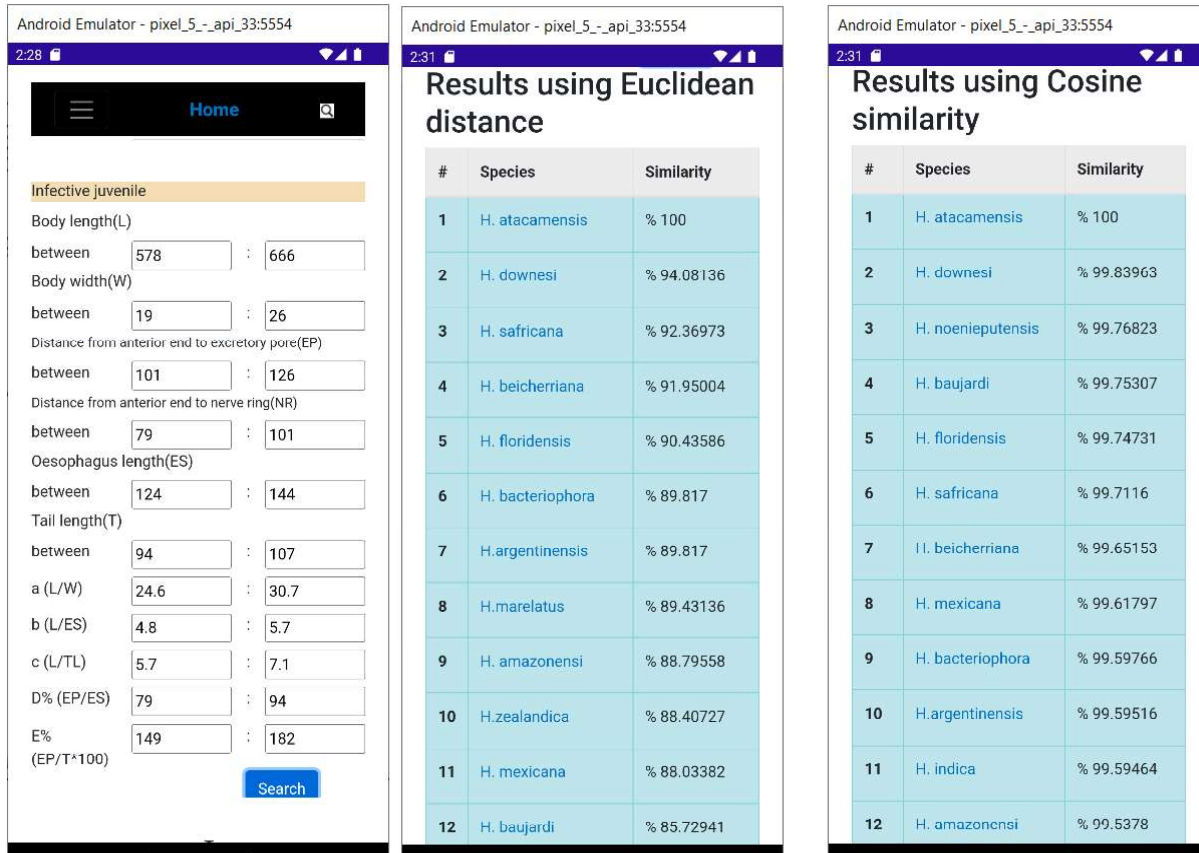 Android Emulator - pixel_5_-_api_33:5554
2:28
Home
Infective juvenile
Body length(L)
between 578 : 666
Body width(W)
between 19 : 26
Distance from anterior end to excretory pore(EP)
between 101 : 126
Distance from anterior end to nerve ring(NR)
between 79 : 101
Oesophagus length(ES)
between 124 : 144
Tail length(T)
between 94 : 107
a (L/W) 24.6 : 30.7
b (L/ES) 4.8 : 5.7
c (L/TL) 5.7 : 7.1
D% (EP/ES) 79 : 94
E% 149 : 182
(EP/T*100)
Search
Android Emulator - pixel_5_-_api_33:5554
2:31
Results using Euclidean
distance
# Species Similarity
1 H. atacamensis % 100
2 H. downesi % 94.08136
3 H. safricana % 92.36973
4 H. beicherriana % 91.95004
5 H. floridensis % 90.43586
6 H. bacteriophora % 89.817
7 H.argentinensis % 89.817
8 H.marelatus % 89.43136
9 H. amazonensi % 88.79558
10 H.zealandica % 88.40727
11 H. mexicana % 88.03382
12 H. baujardi % 85.72941
Android Emulator - pixel_5_-_api_33:5554
2:31
Results using Cosine
similarity
# Species Similarity
1 H. atacamensis % 100
2 H. downesi % 99.83963
3 H. noenieputensis % 99.76823
4 H. baujardi % 99.75307
5 H. floridensis % 99.74731
6 H. safricana % 99.7116
7 H. beicherriana % 99.65153
8 H. mexicana % 99.61797
9 H. bacteriophora % 99.59766
10 H.argentinensis % 99.59516
11 H. indica % 99.59464
12 H. amazonensi % 99.5378